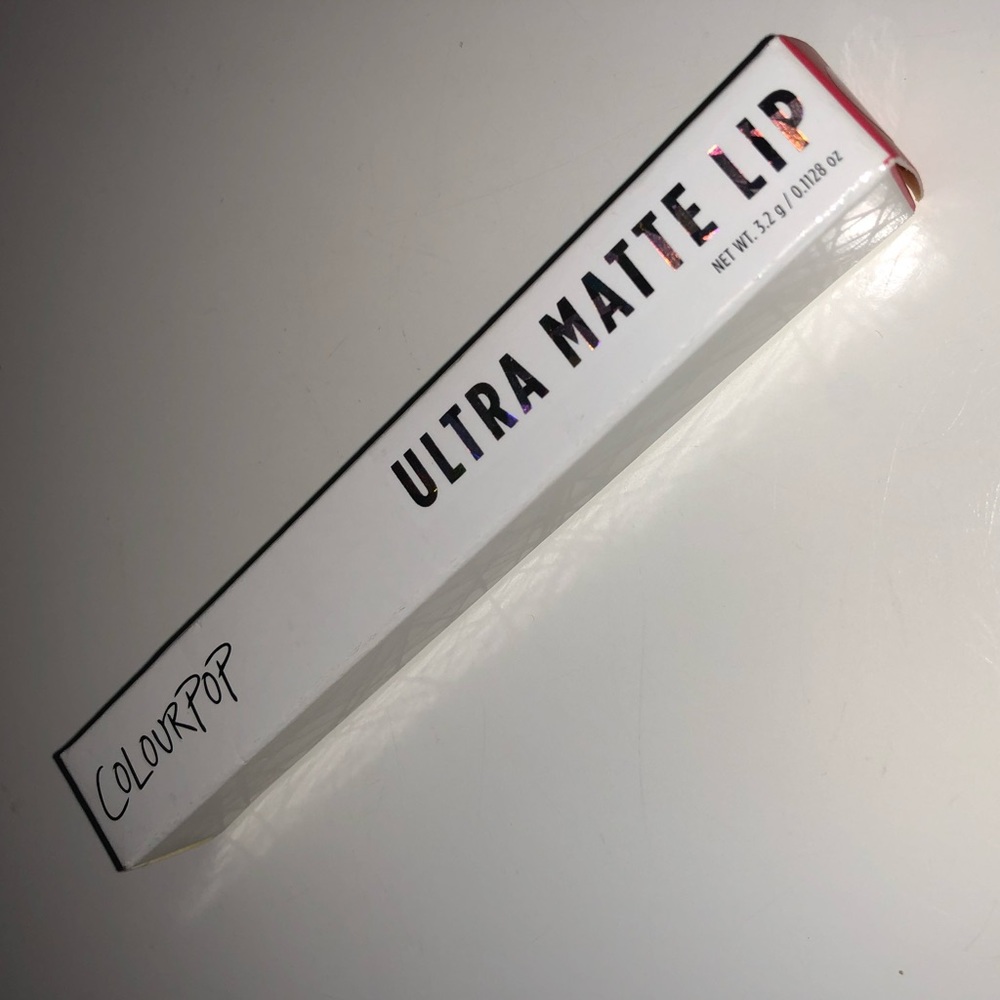 COLOURPOP
ULTRA MATTE LIP
NET WT. 3.2 g / 0.1128 oz